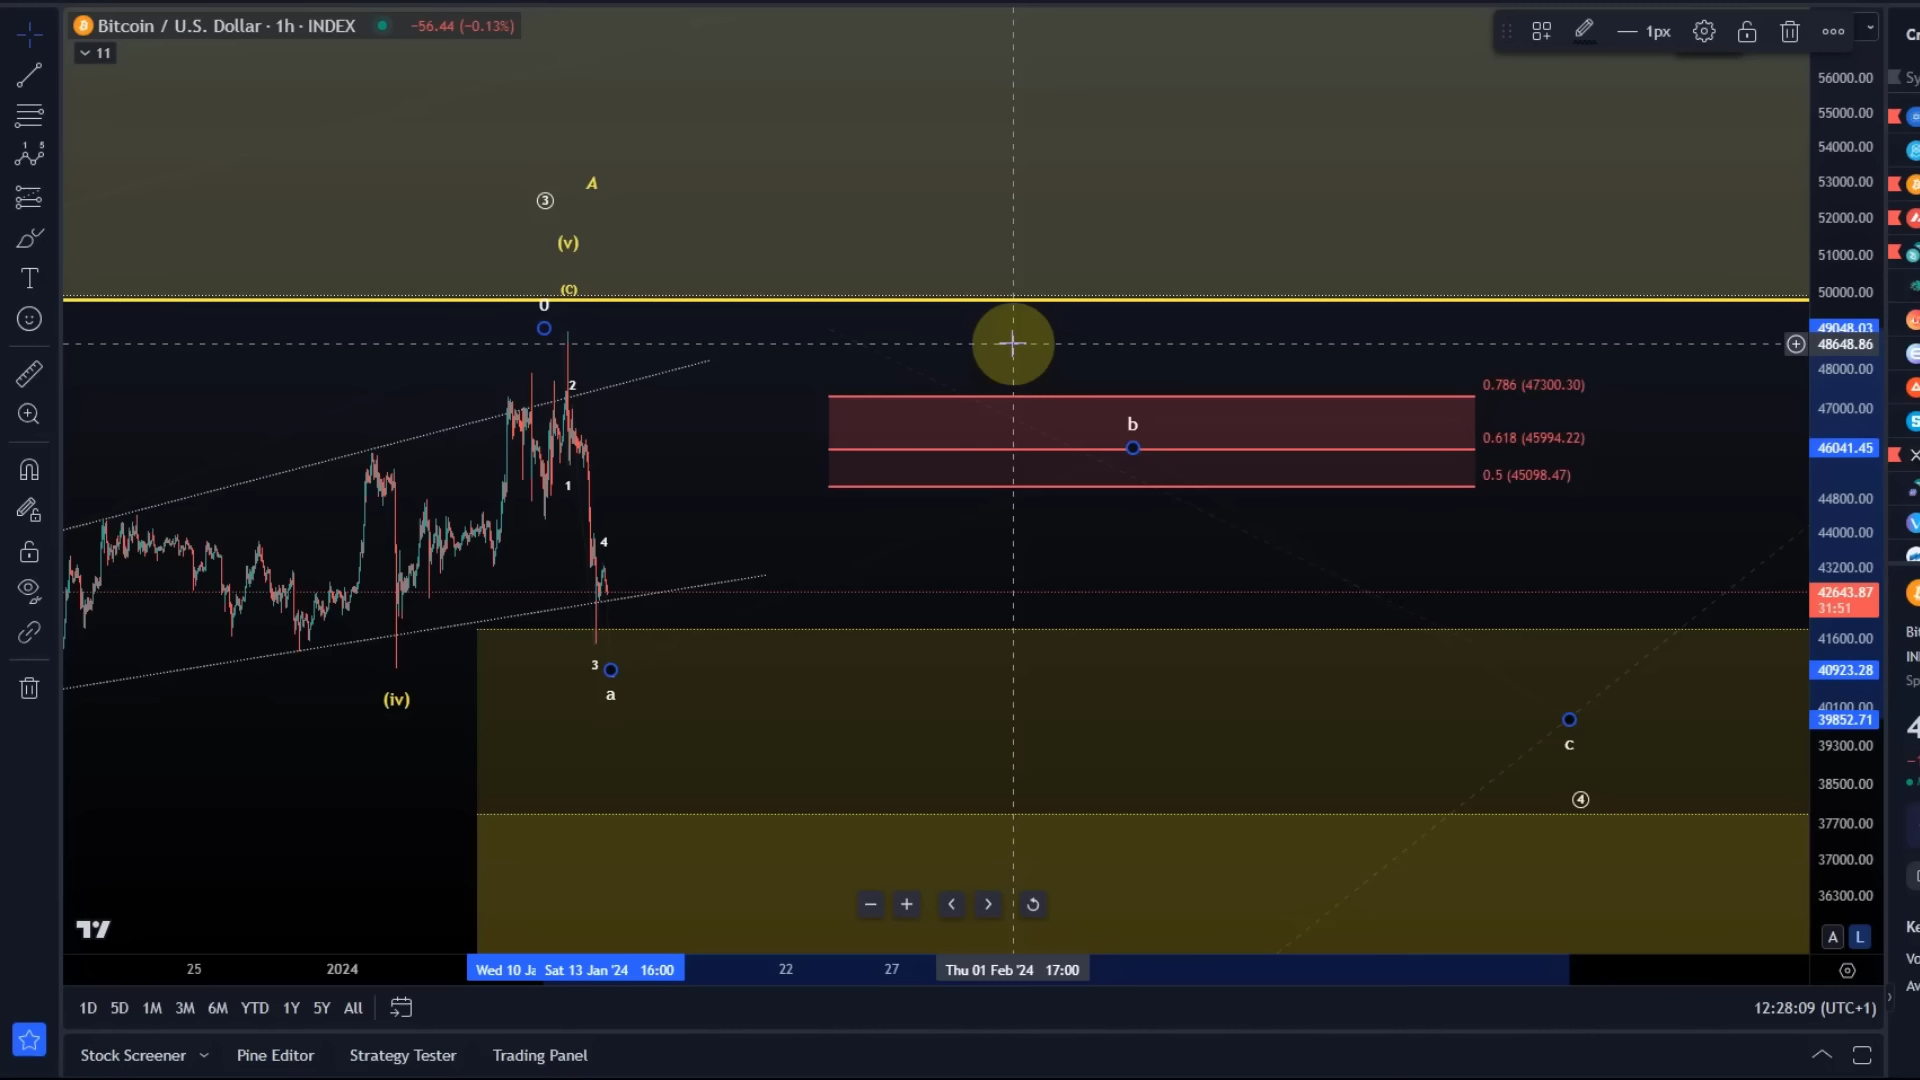 Bitcoin / U.S. Dollar · 1h · INDEX
−56.44 (−0.13%)
11
1px
56000.00
55000.00
54000.00
53000.00
52000.00
51000.00
50000.00
49048.03
48648.86
48000.00
47000.00
46041.45
44800.00
44000.00
43200.00
42643.87
31:51
41600.00
40923.28
40100.00
39852.71
39300.00
38500.00
37700.00
37000.00
36300.00
A
3
(v)
(C)
0
2
1
4
3
a
(iv)
b
c
4
0.786 (47300.30)
0.618 (45994.22)
0.5 (45098.47)
A L
25
2024
Wed 10 Ja
Sat 13 Jan '24 16:00
22
27
Thu 01 Feb '24 17:00
1D 5D 1M 3M 6M YTD 1Y 5Y All
12:28:09 (UTC+1)
Stock Screener
Pine Editor
Strategy Tester
Trading Panel